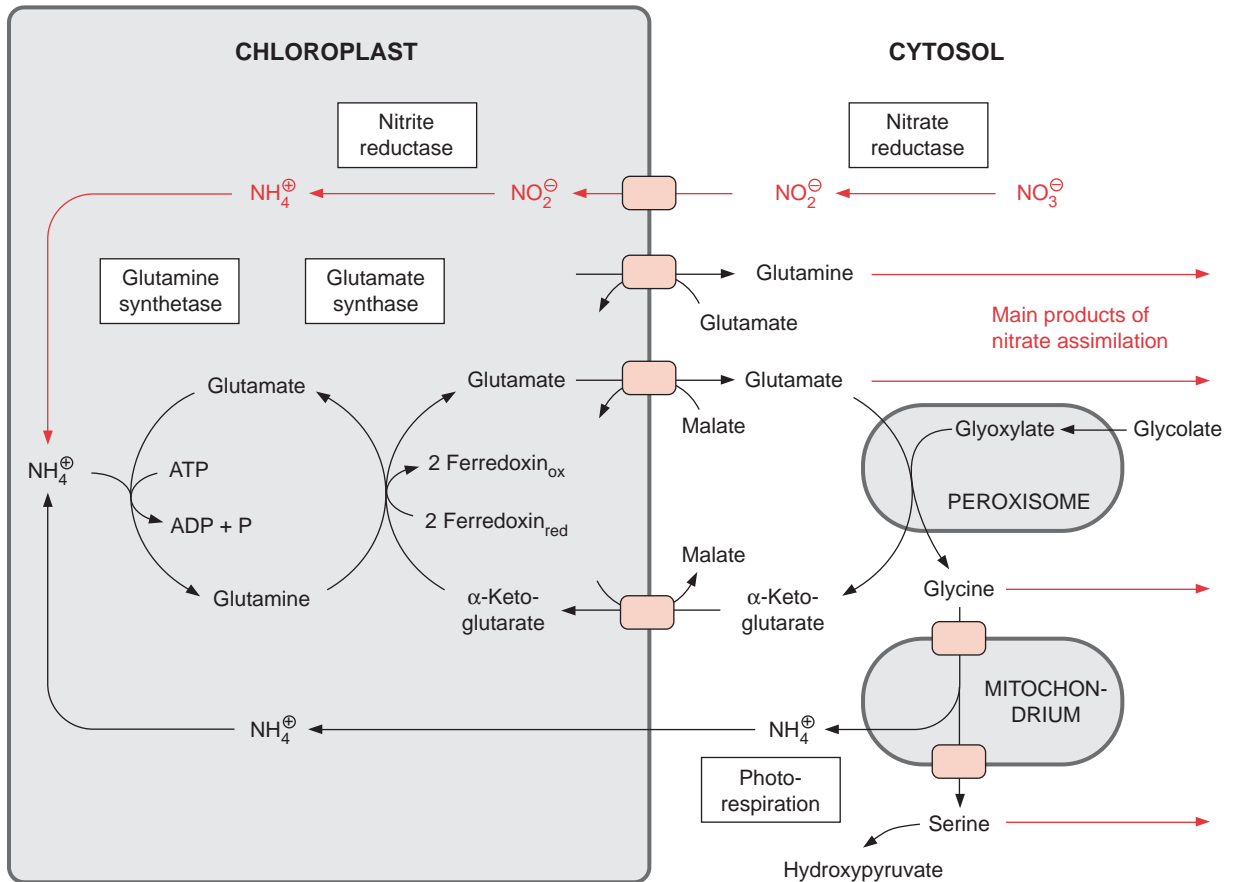 CHLOROPLAST
CYTOSOL
Nitrite
reductase
Nitrate
reductase
NH₄⊕
NO₂⊖
NO₂⊖
NO₃⊖
Glutamine
synthetase
Glutamate
synthase
Glutamine
Glutamate
Main products of
nitrate assimilation
Glutamate
Glutamate
Glutamate
Malate
Glyoxylate
Glycolate
NH₄⊕
ATP
2 Ferredoxinox
PEROXISOME
ADP + P
2 Ferredoxinred
Malate
Glutamine
α-Keto-
glutarate
α-Keto-
glutarate
Glycine
MITOCHON-
DRIUM
NH₄⊕
NH₄⊕
Photo-
respiration
Serine
Hydroxypyruvate